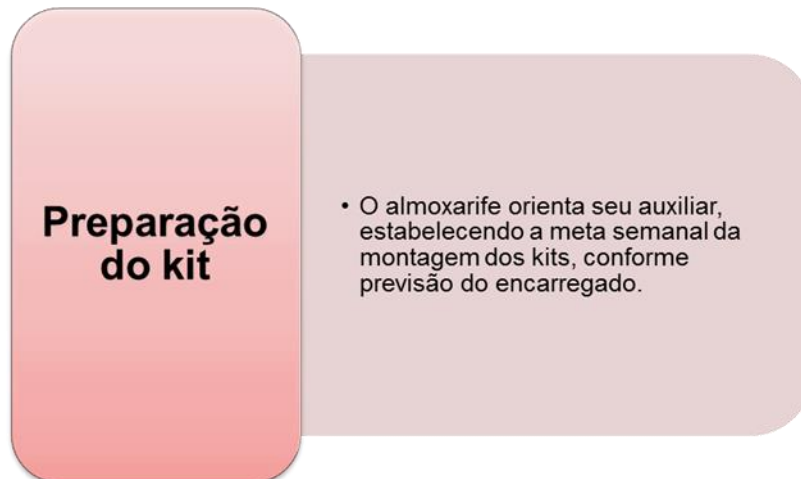 Preparação
do kit
• O almoxarife orienta seu auxiliar,
estabelecendo a meta semanal da
montagem dos kits, conforme
previsão do encarregado.